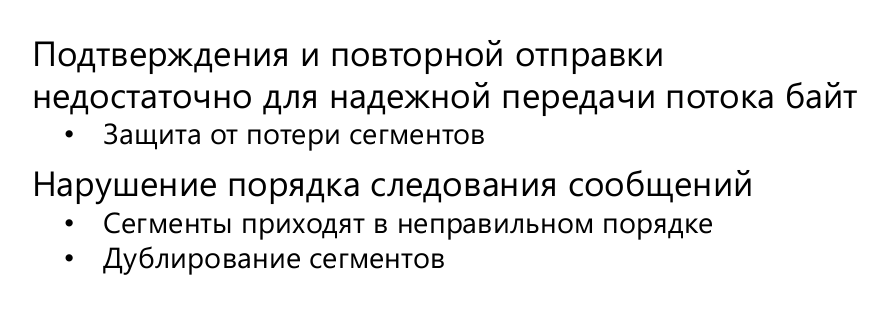 Подтверждения и повторной отправки
недостаточно для надежной передачи потока байт
• Защита от потери сегментов
Нарушение порядка следования сообщений
• Сегменты приходят в неправильном порядке
• Дублирование сегментов